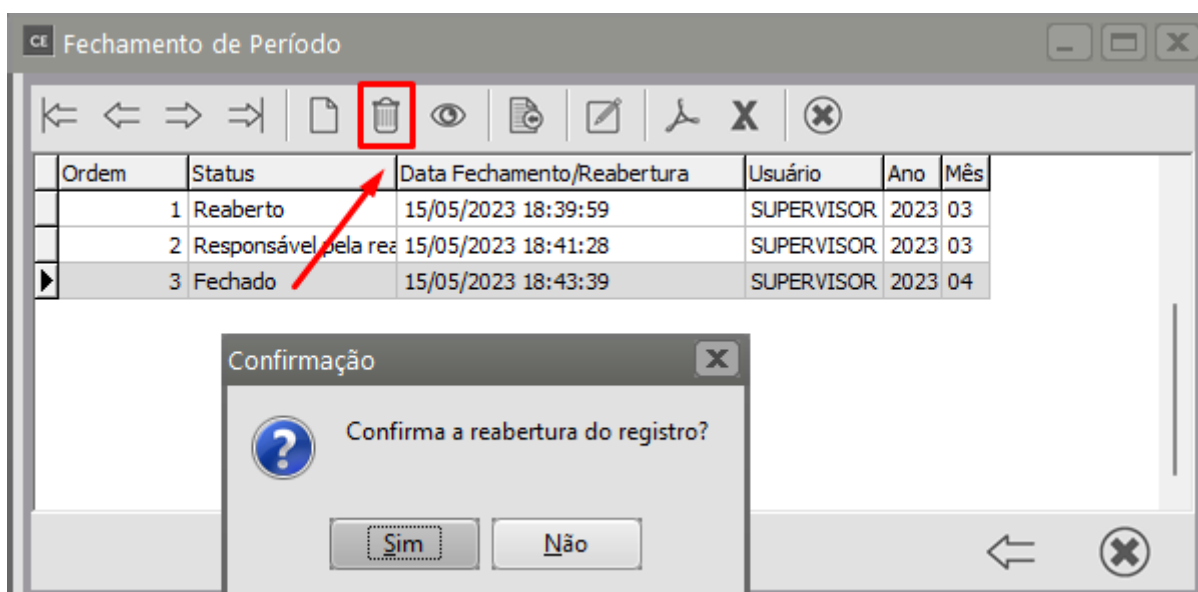 CE Fechamento de Período
Ordem Status Data Fechamento/Reabertura Usuário Ano Mês
1 Reaberto 15/05/2023 18:39:59 SUPERVISOR 2023 03
2 Responsável pela rea 15/05/2023 18:41:28 SUPERVISOR 2023 03
3 Fechado 15/05/2023 18:43:39 SUPERVISOR 2023 04
Confirmação
Confirma a reabertura do registro?
Sim Não